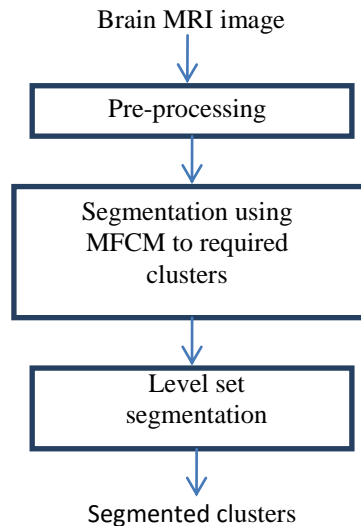 Brain MRI image
Pre-processing
Segmentation using
MFCM to required
clusters
Level set
segmentation
Segmented clusters